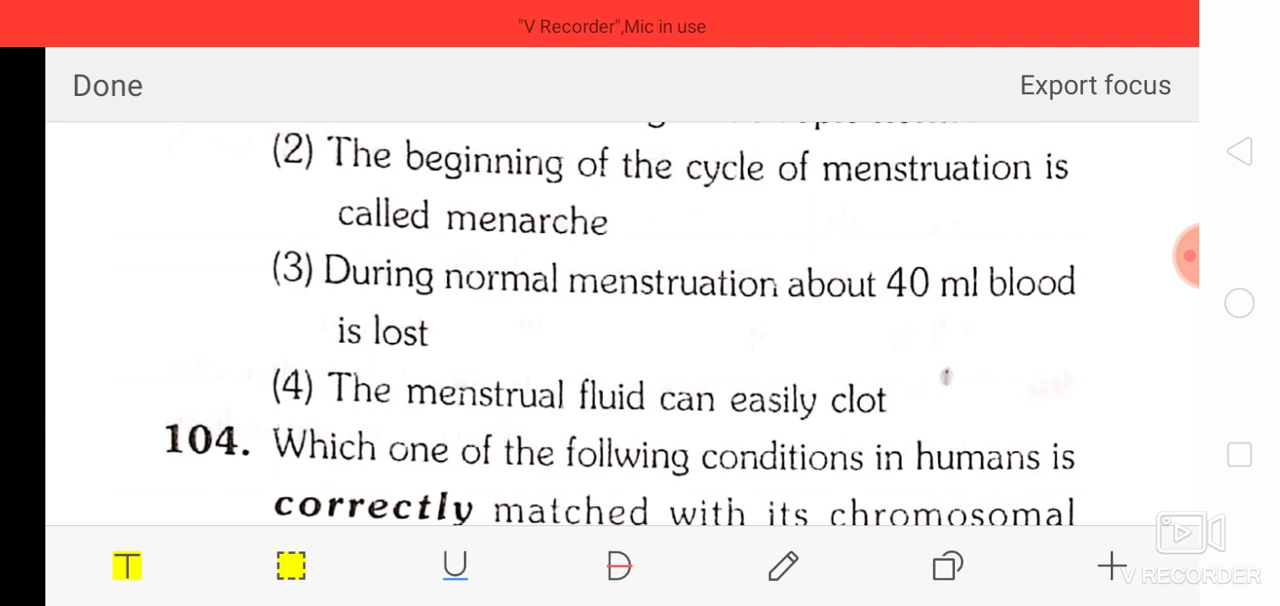 "V Recorder",Mic in use
Done
Export focus
(2) The beginning of the cycle of menstruation is
called menarche
(3) During normal menstruation about 40 ml blood
is lost
(4) The menstrual fluid can easily clot
104. Which one of the follwing conditions in humans is
correctly matched with its chromosomal
T
U
D
V RECORDER